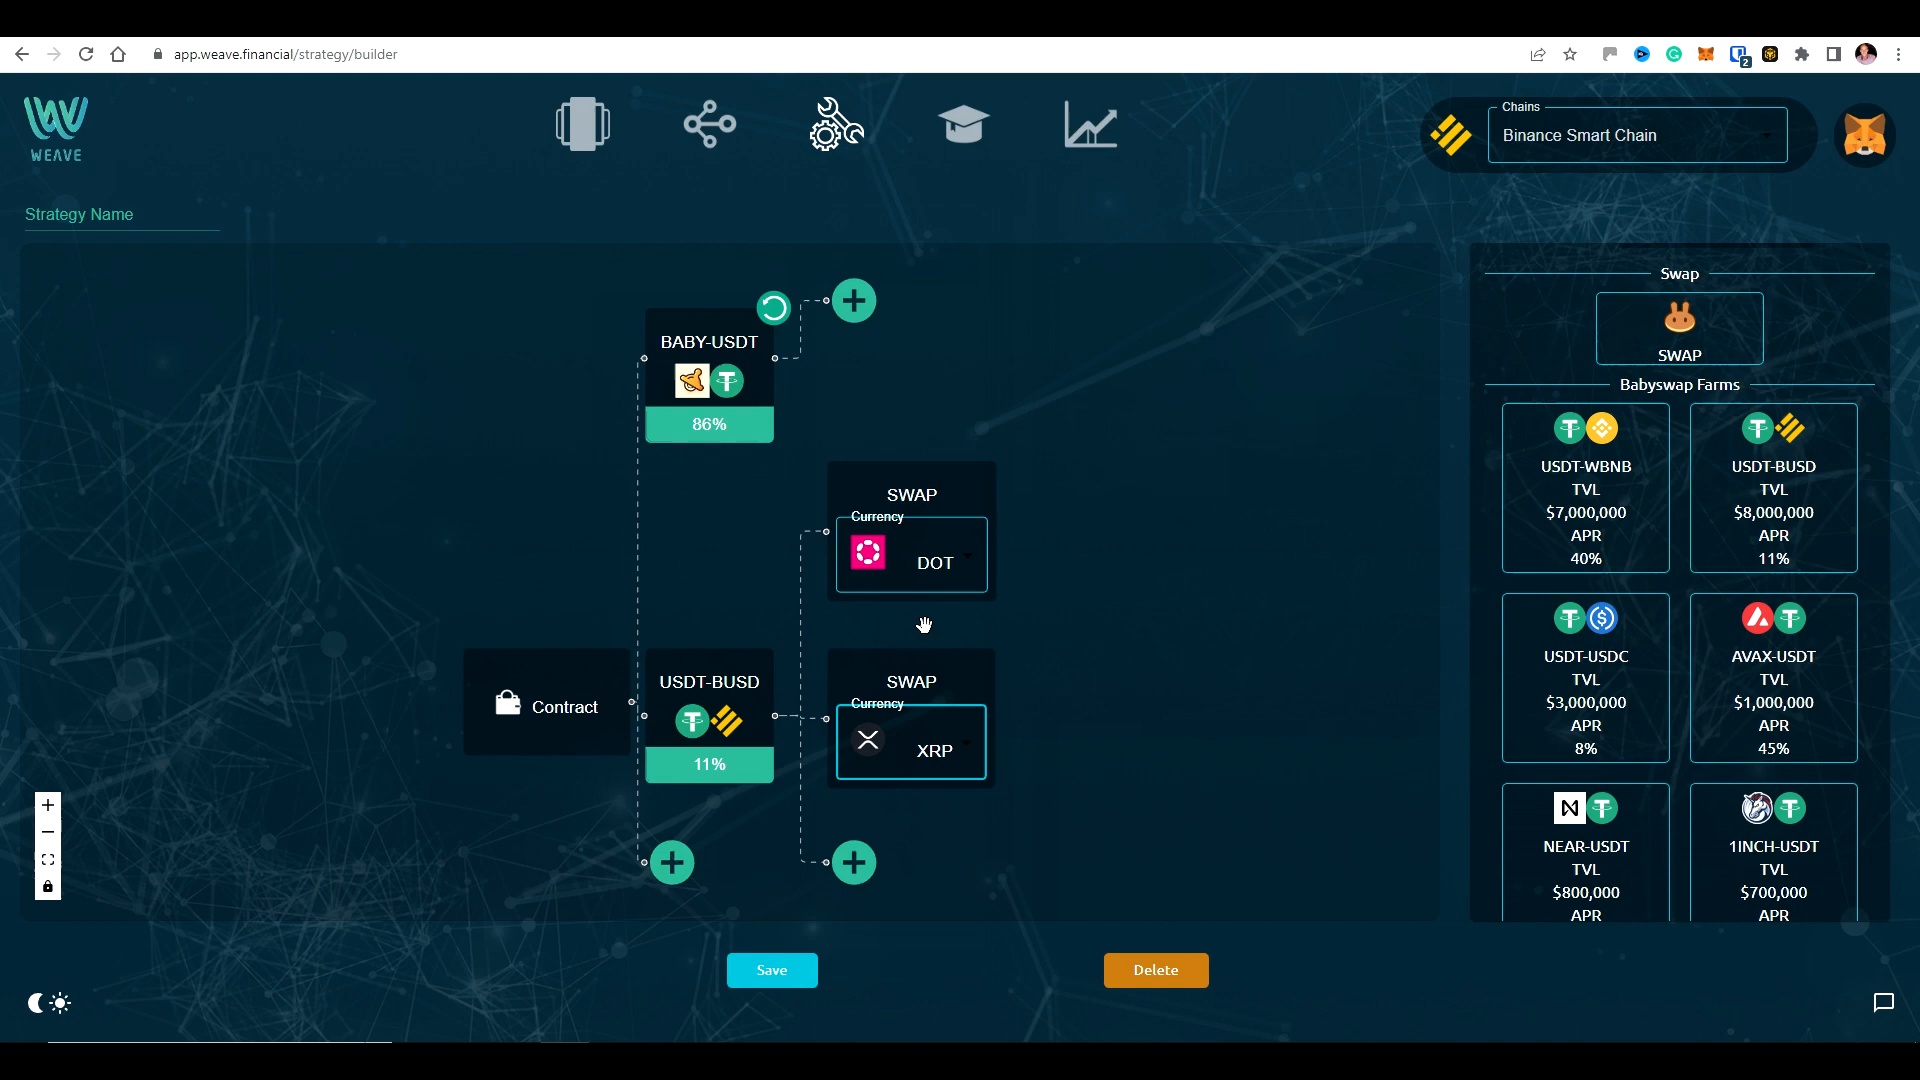 app.weave.financial/strategy/builder
2
WEAVE
Chains
Binance Smart Chain
Strategy Name
BABY-USDT
86%
SWAP
Currency
DOT
Contract
USDT-BUSD
11%
SWAP
Currency
XRP
Swap
SWAP
Babyswap Farms
USDT-WBNB
TVL
$7,000,000
APR
40%
USDT-BUSD
TVL
$8,000,000
APR
11%
USDT-USDC
TVL
$3,000,000
APR
8%
AVAX-USDT
TVL
$1,000,000
APR
45%
NEAR-USDT
TVL
$800,000
APR
1INCH-USDT
TVL
$700,000
APR
Save
Delete